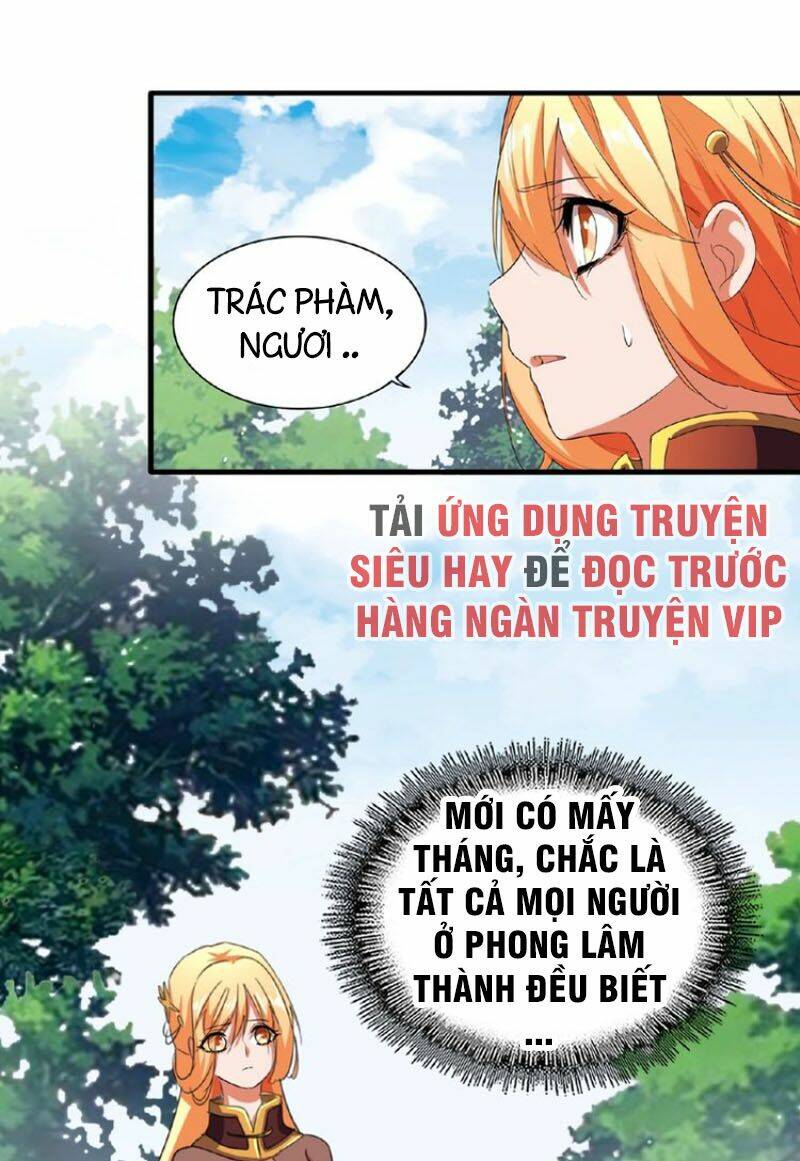 TRÁC PHÀM,
NGƯƠI ..
TẢI ỨNG DỤNG TRUYỆN
SIÊU HAY ĐỂ ĐỌC TRƯỚC
HÀNG NGÀN TRUYỆN VIP
MỚI CÓ MẤY
THÁNG, CHẮC LÀ
TẤT CẢ MỌI NGƯỜI
Ở PHONG LÂM
THÀNH ĐỀU BIẾT
...